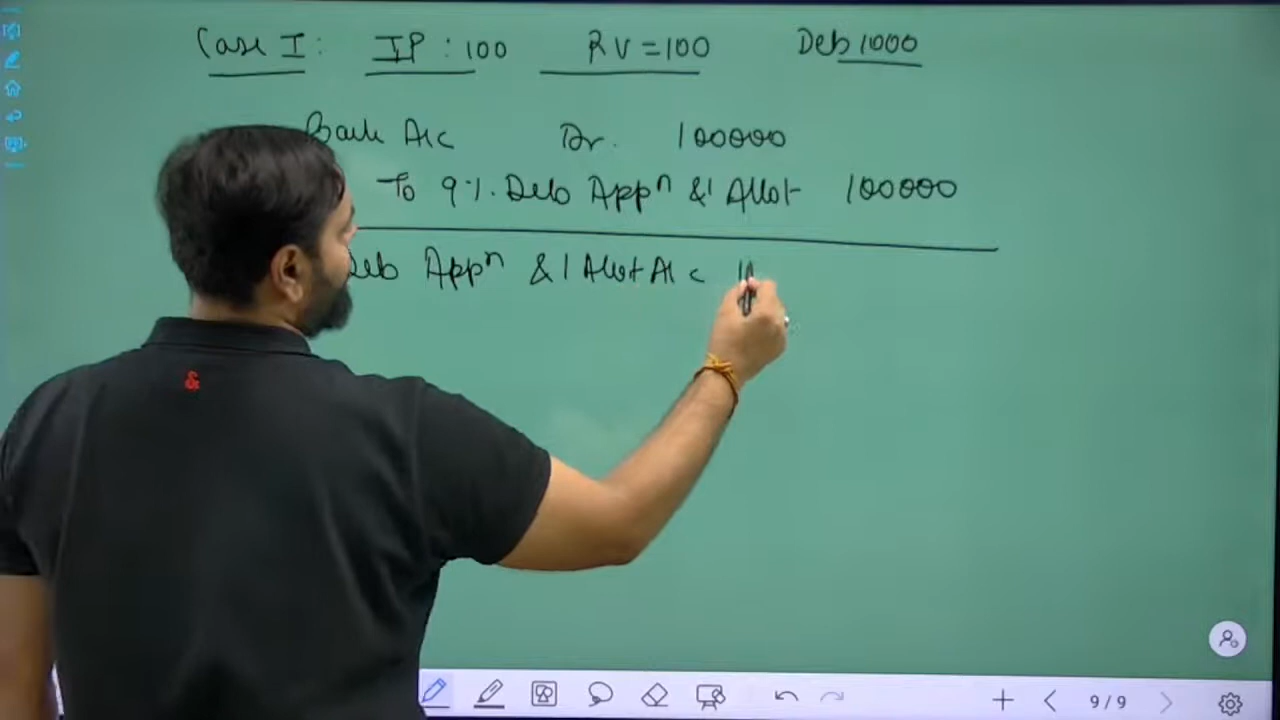 Case I: IP : 100 RV = 100 Deb 1000
Bank A/c Dr. 100000
To 9% Deb Appn & Allot 100000
Deb Appn & Allot A/c
&
9/9